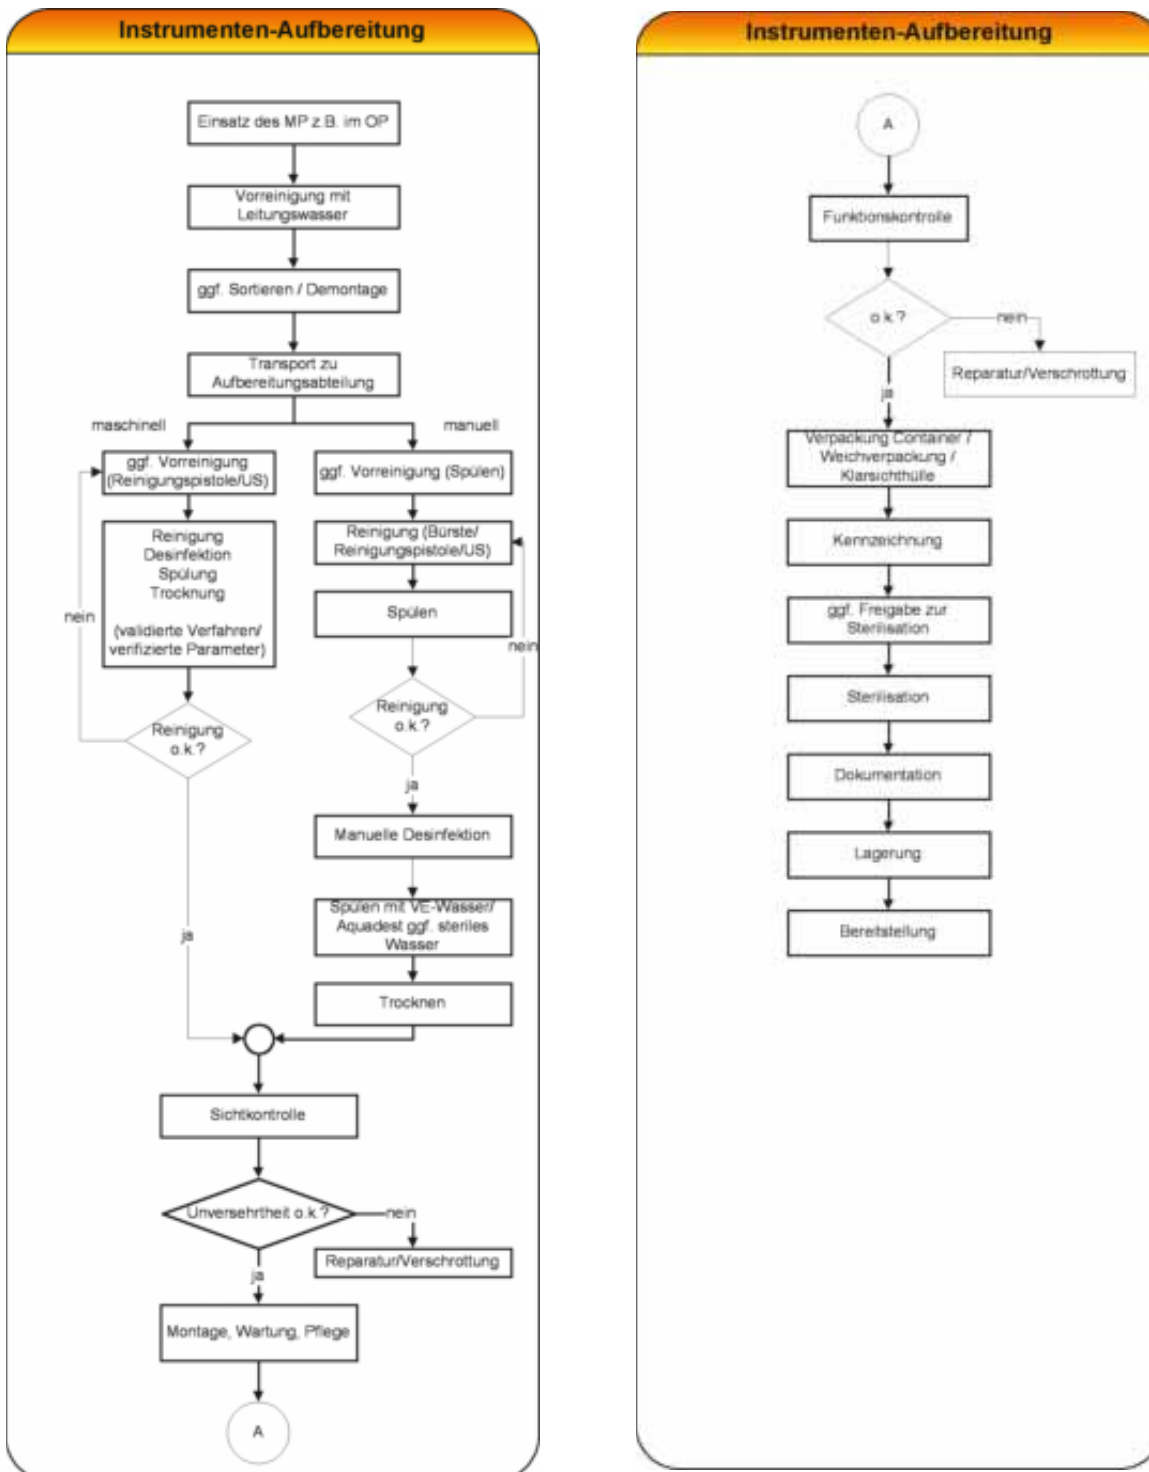 Instrumenten-Aufbereitung
Einsatz des MP z.B. im OP
Vorreinigung mit
Leitungswasser
ggf. Sortieren / Demontage
Transport zu
Aufbereitungsabteilung
maschinell
manuell
ggf. Vorreinigung
(Reinigungspistole/US)
ggf. Vorreinigung (Spülen)
Reinigung
Desinfektion
Spülung
Trocknung
(validierte Verfahren/
verifizierte Parameter)
Reinigung (Bürste/
Reinigungspistole/US)
Spülen
nein
nein
Reinigung
o.k.?
Reinigung
o.k.?
ja
Manuelle Desinfektion
Spülen mit VE-Wasser/
Aquadest ggf. steriles
Wasser
ja
Trocknen
Sichtkontrolle
Unversehrtheit o.k.?
nein
Reparatur/Verschrottung
ja
Montage, Wartung, Pflege
A
Instrumenten-Aufbereitung
A
Funktionskontrolle
o.k.?
nein
Reparatur/Verschrottung
ja
Verpackung Container /
Weichverpackung /
Klarsichthülle
Kennzeichnung
ggf. Freigabe zur
Sterilisation
Sterilisation
Dokumentation
Lagerung
Bereitstellung